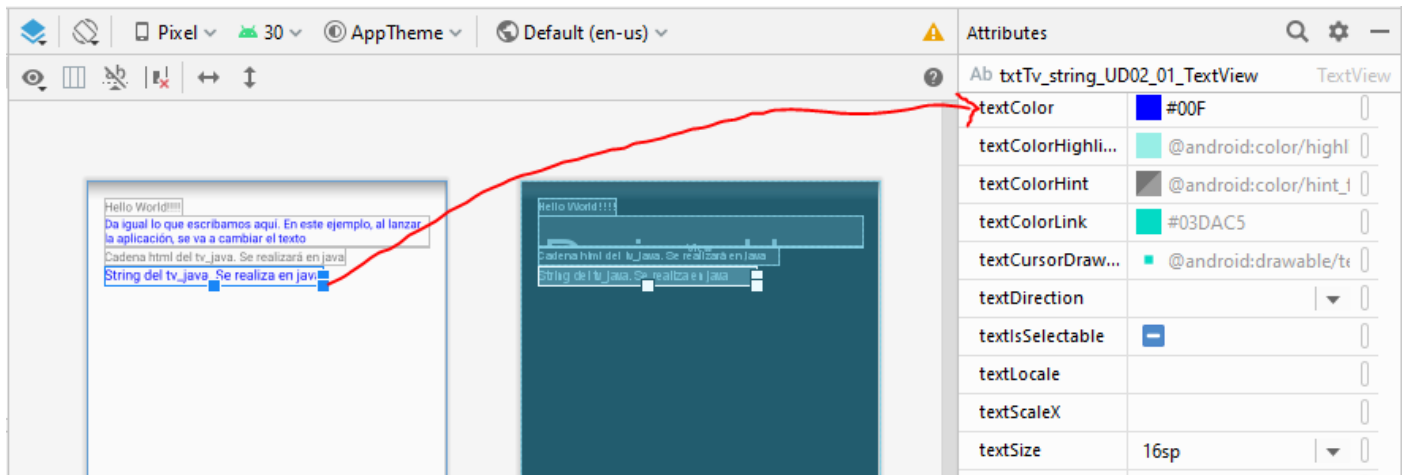 Pixel 30 AppTheme Default (en-us)
Attributes
Ab txtTv_string_UD02_01_TextView TextView
textColor #00F
textColorHighli... @android:color/highl
textColorHint @android:color/hint_f
textColorLink #03DAC5
textCursorDraw... @android:drawable/te
textDirection
textIsSelectable
textLocale
textScaleX
textSize 16sp
Hello World!!!!
Da igual lo que escribamos aquí. En este ejemplo, al lanzar
la aplicación, se va a cambiar el texto
Cadena html del tv_java. Se realizará en java
String del tv_java. Se realiza en java
Hello World!!!!
Cadena html del tv_java. Se realizará en java
String del tv_java. Se realiza en java